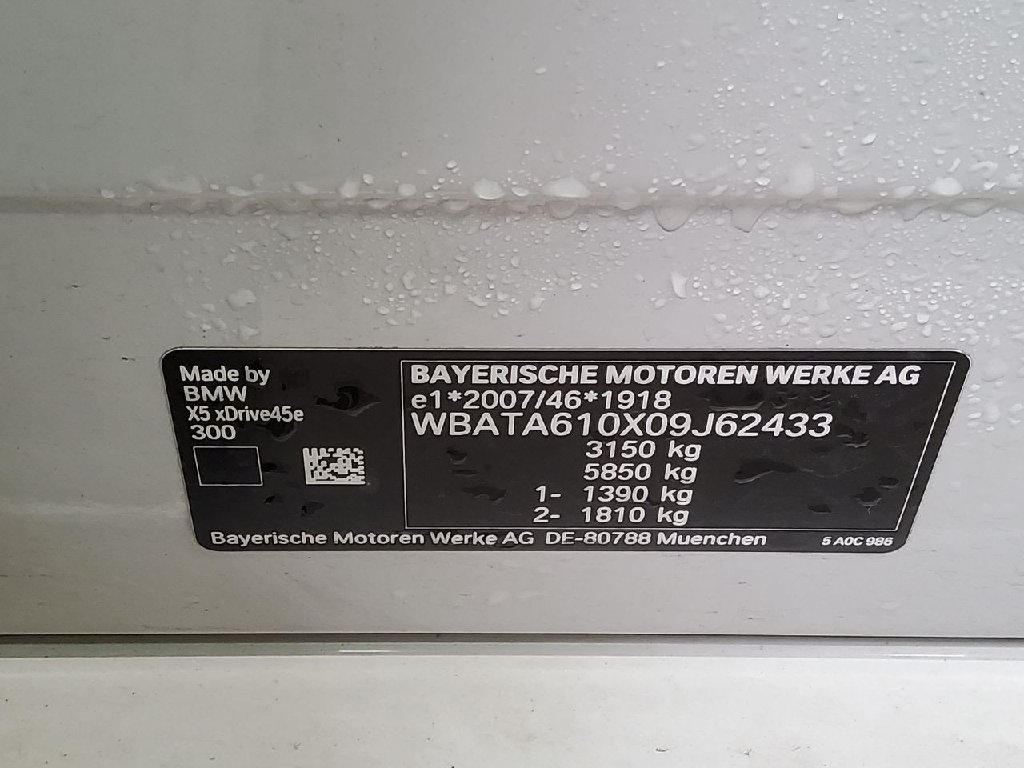 Made by
BMW
X5 xDrive45e
300
BAYERISCHE MOTOREN WERKE AG
e1*2007/46*1918
WBATA610X09J62433
3150 kg
5850 kg
1- 1390 kg
2- 1810 kg
Bayerische Motoren Werke AG DE-80788 Muenchen
5 A0C 986